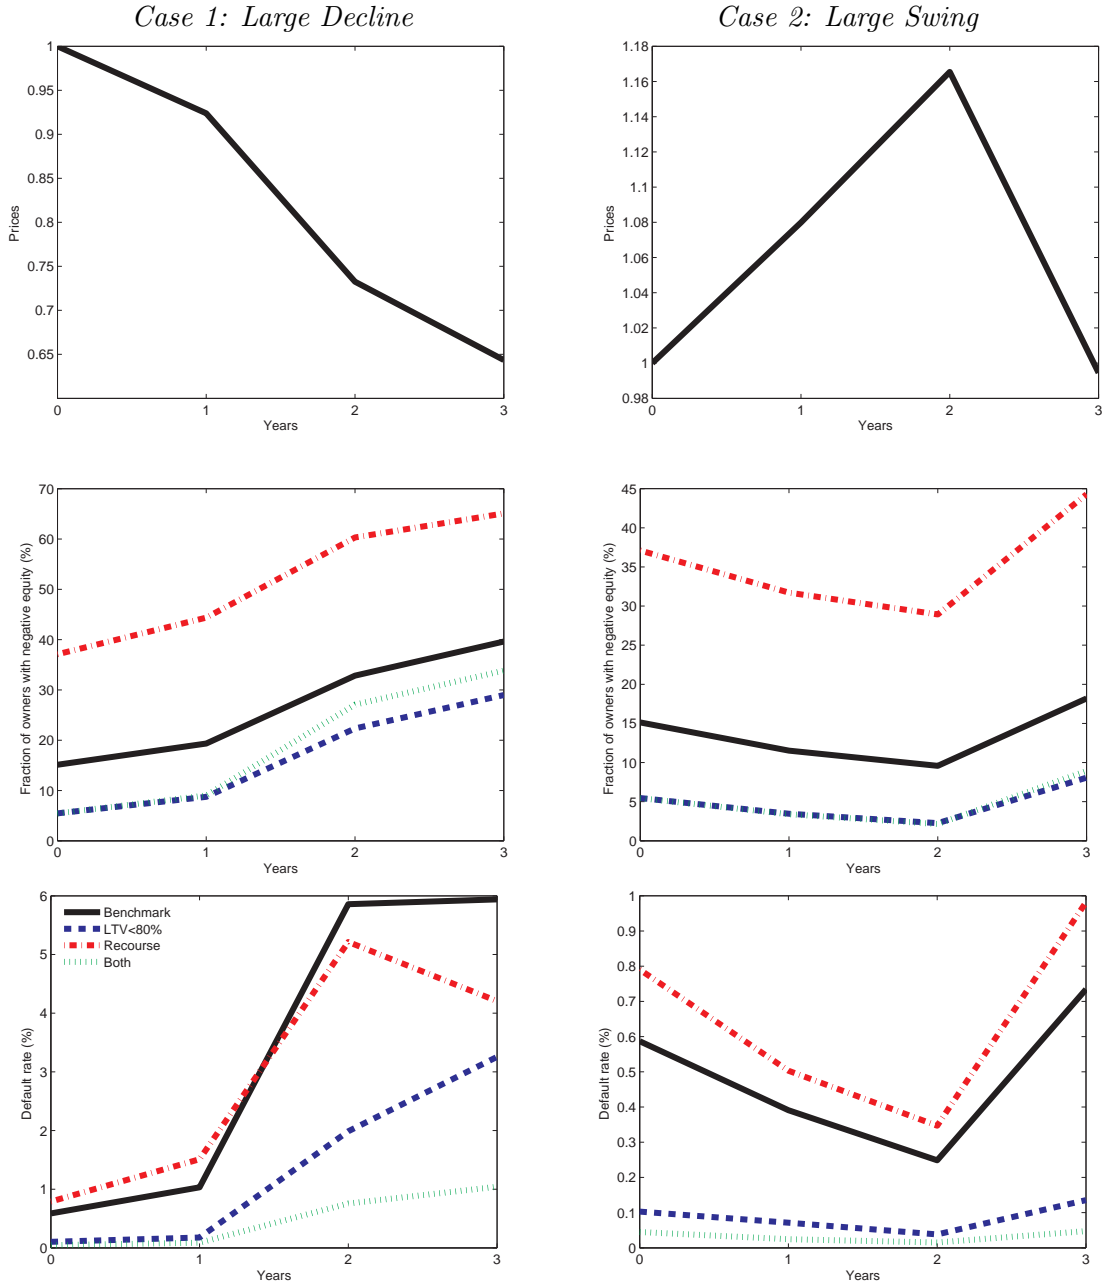 Case 1: Large Decline
Case 2: Large Swing
1
0.95
0.9
0.85
0.8
0.75
0.7
0.65
Prices
0 1 2 3
Years
1.18
1.16
1.14
1.12
1.1
1.08
1.06
1.04
1.02
1
0.98
Prices
0 1 2 3
Years
70
60
50
40
30
20
10
0
Fraction of owners with negative equity (%)
0 1 2 3
Years
45
40
35
30
25
20
15
10
5
0
Fraction of owners with negative equity (%)
0 1 2 3
Years
6
5
4
3
2
1
0
Default rate (%)
Benchmark
LTV<80%
Recourse
Both
0 1 2 3
Years
1
0.9
0.8
0.7
0.6
0.5
0.4
0.3
0.2
0.1
0
Default rate (%)
0 1 2 3
Years